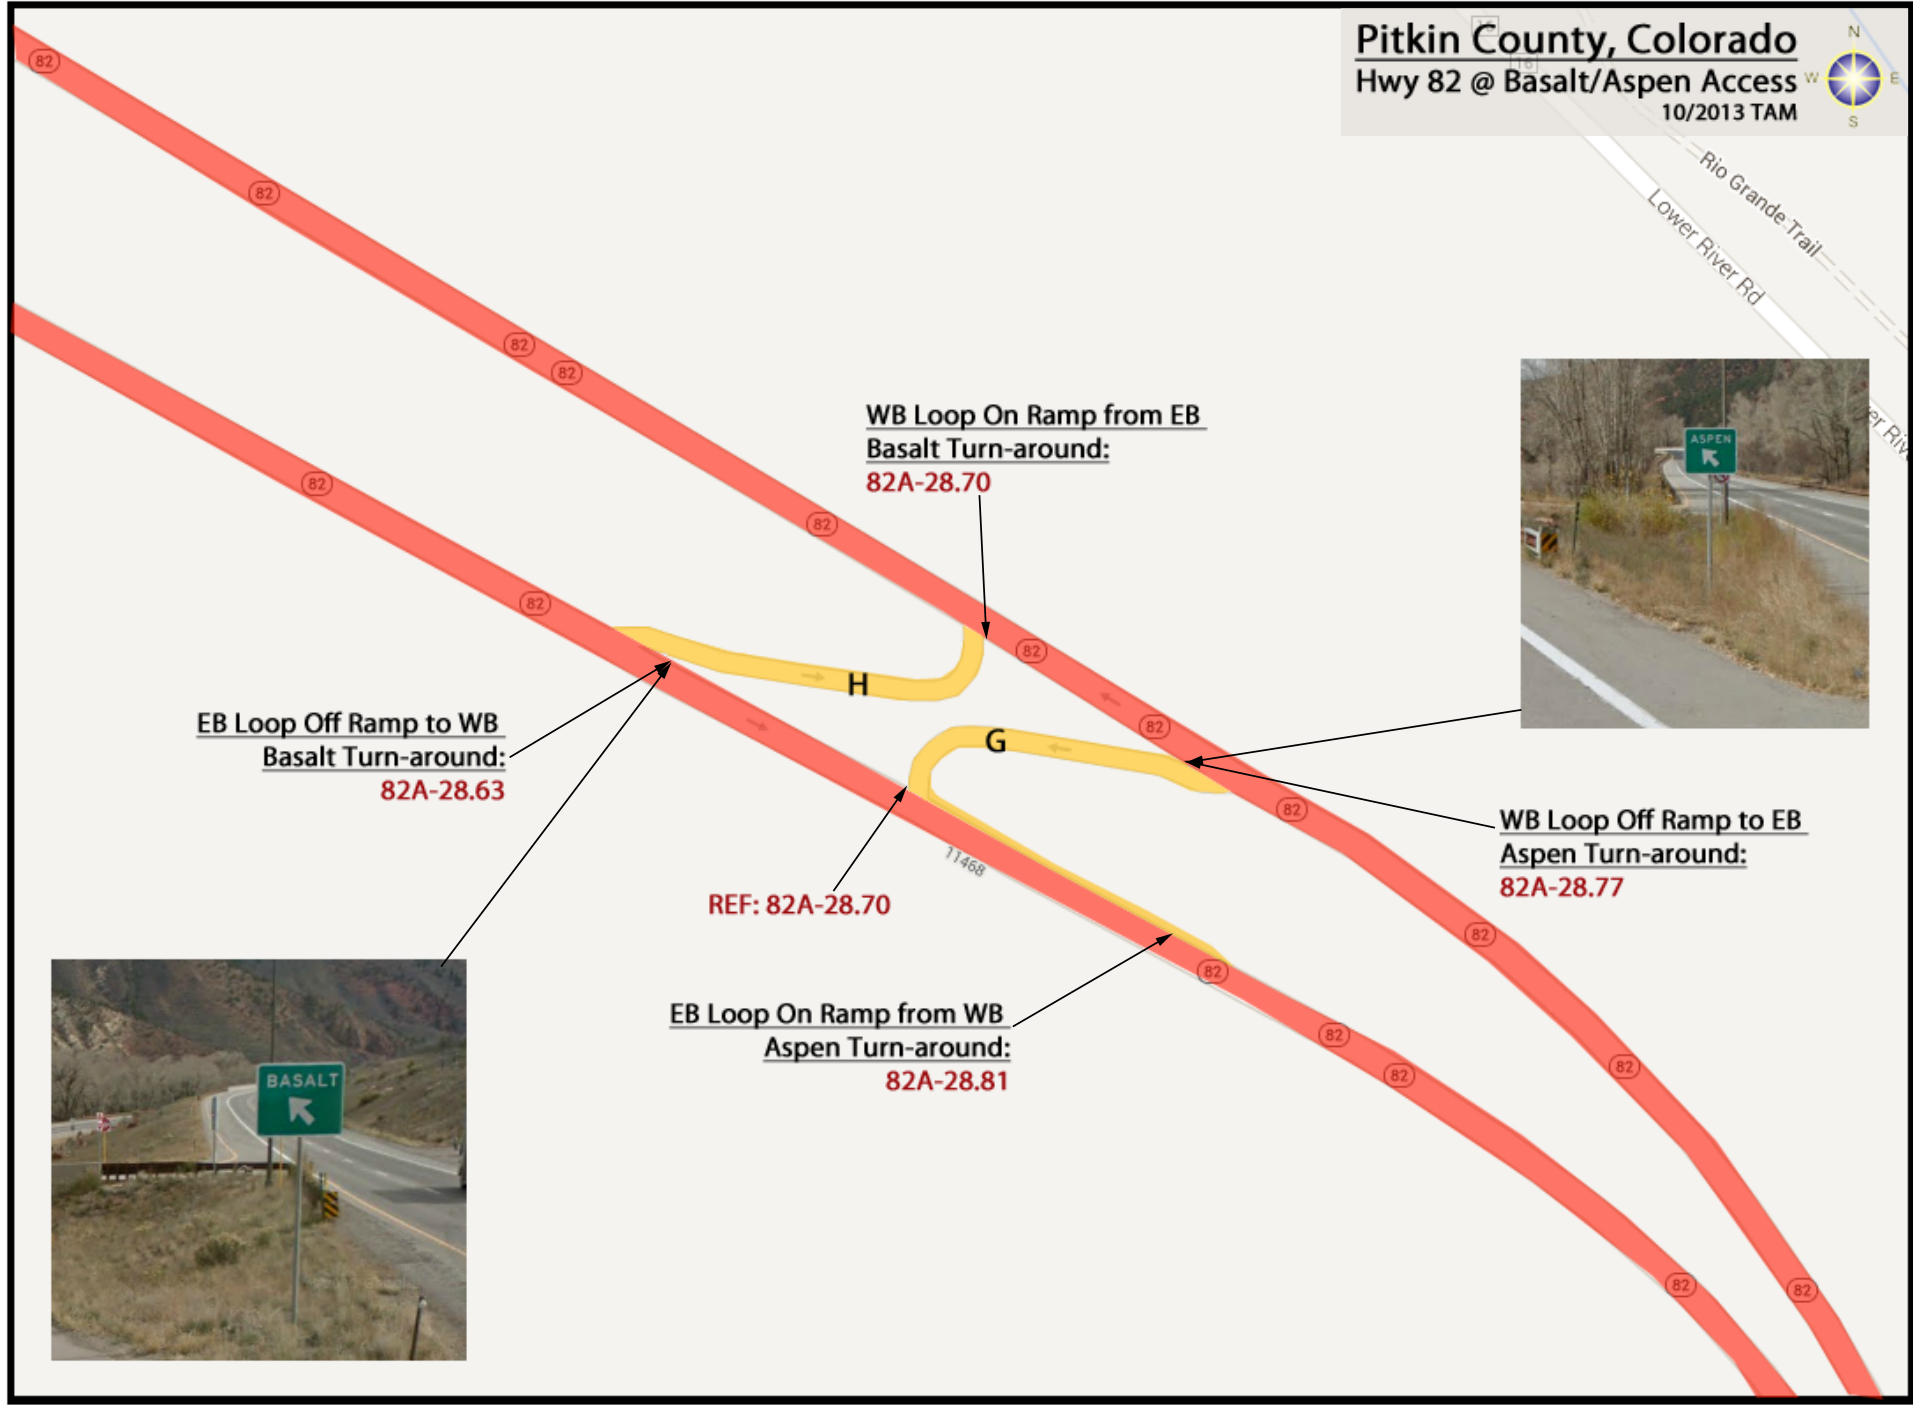 Pitkin County, Colorado
Hwy 82 @ Basalt/Aspen Access
10/2013 TAM
N
W
E
S
16
16
Rio Grande Trail
Lower River Rd
82
82
82
82
82
82
82
WB Loop On Ramp from EB
Basalt Turn-around:
82A-28.70
ASPEN
82
82
82
H
G
EB Loop Off Ramp to WB
Basalt Turn-around:
82A-28.63
WB Loop Off Ramp to EB
Aspen Turn-around:
82A-28.77
11468
REF: 82A-28.70
82
82
EB Loop On Ramp from WB
Aspen Turn-around:
82A-28.81
82
82
82
BASALT
82
82